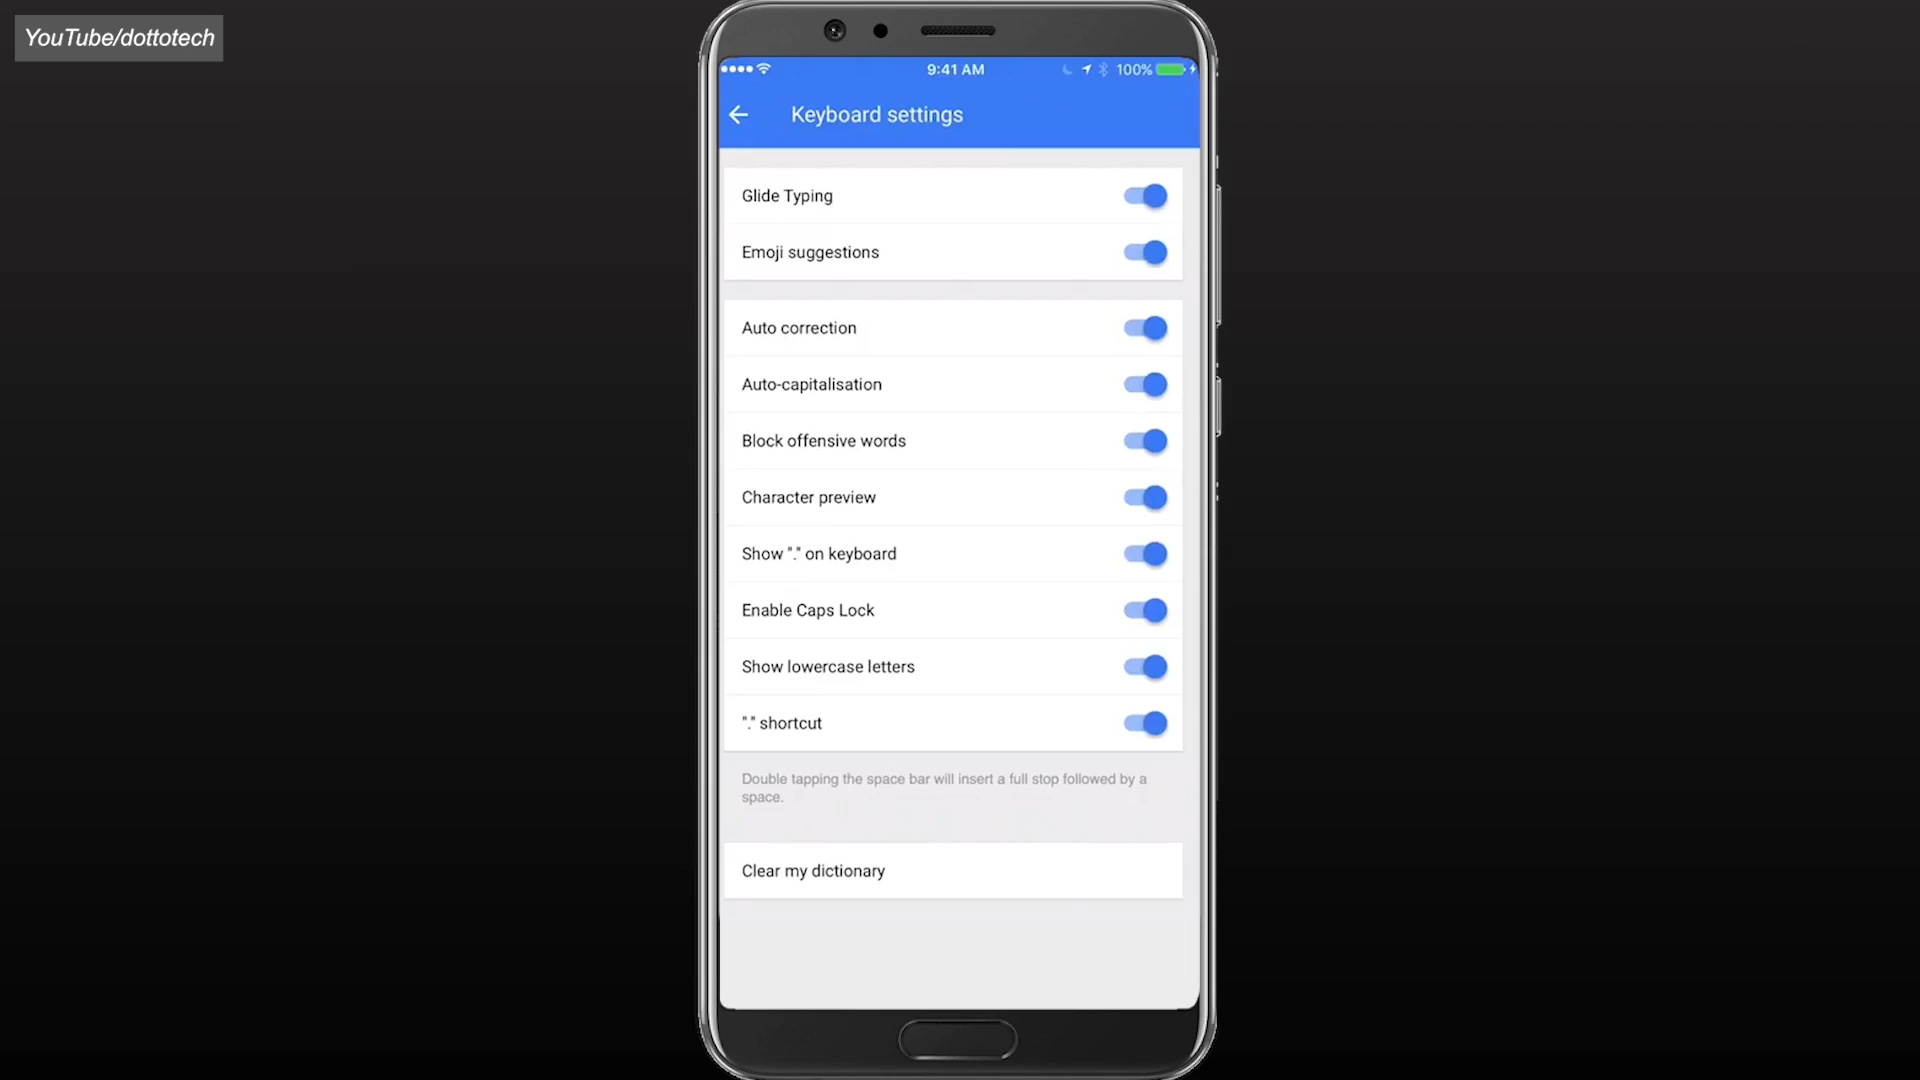 YouTube/dottotech
9:41 AM
100%
Keyboard settings
Glide Typing
Emoji suggestions
Auto correction
Auto-capitalisation
Block offensive words
Character preview
Show "." on keyboard
Enable Caps Lock
Show lowercase letters
"." shortcut
Double tapping the space bar will insert a full stop followed by a
space.
Clear my dictionary